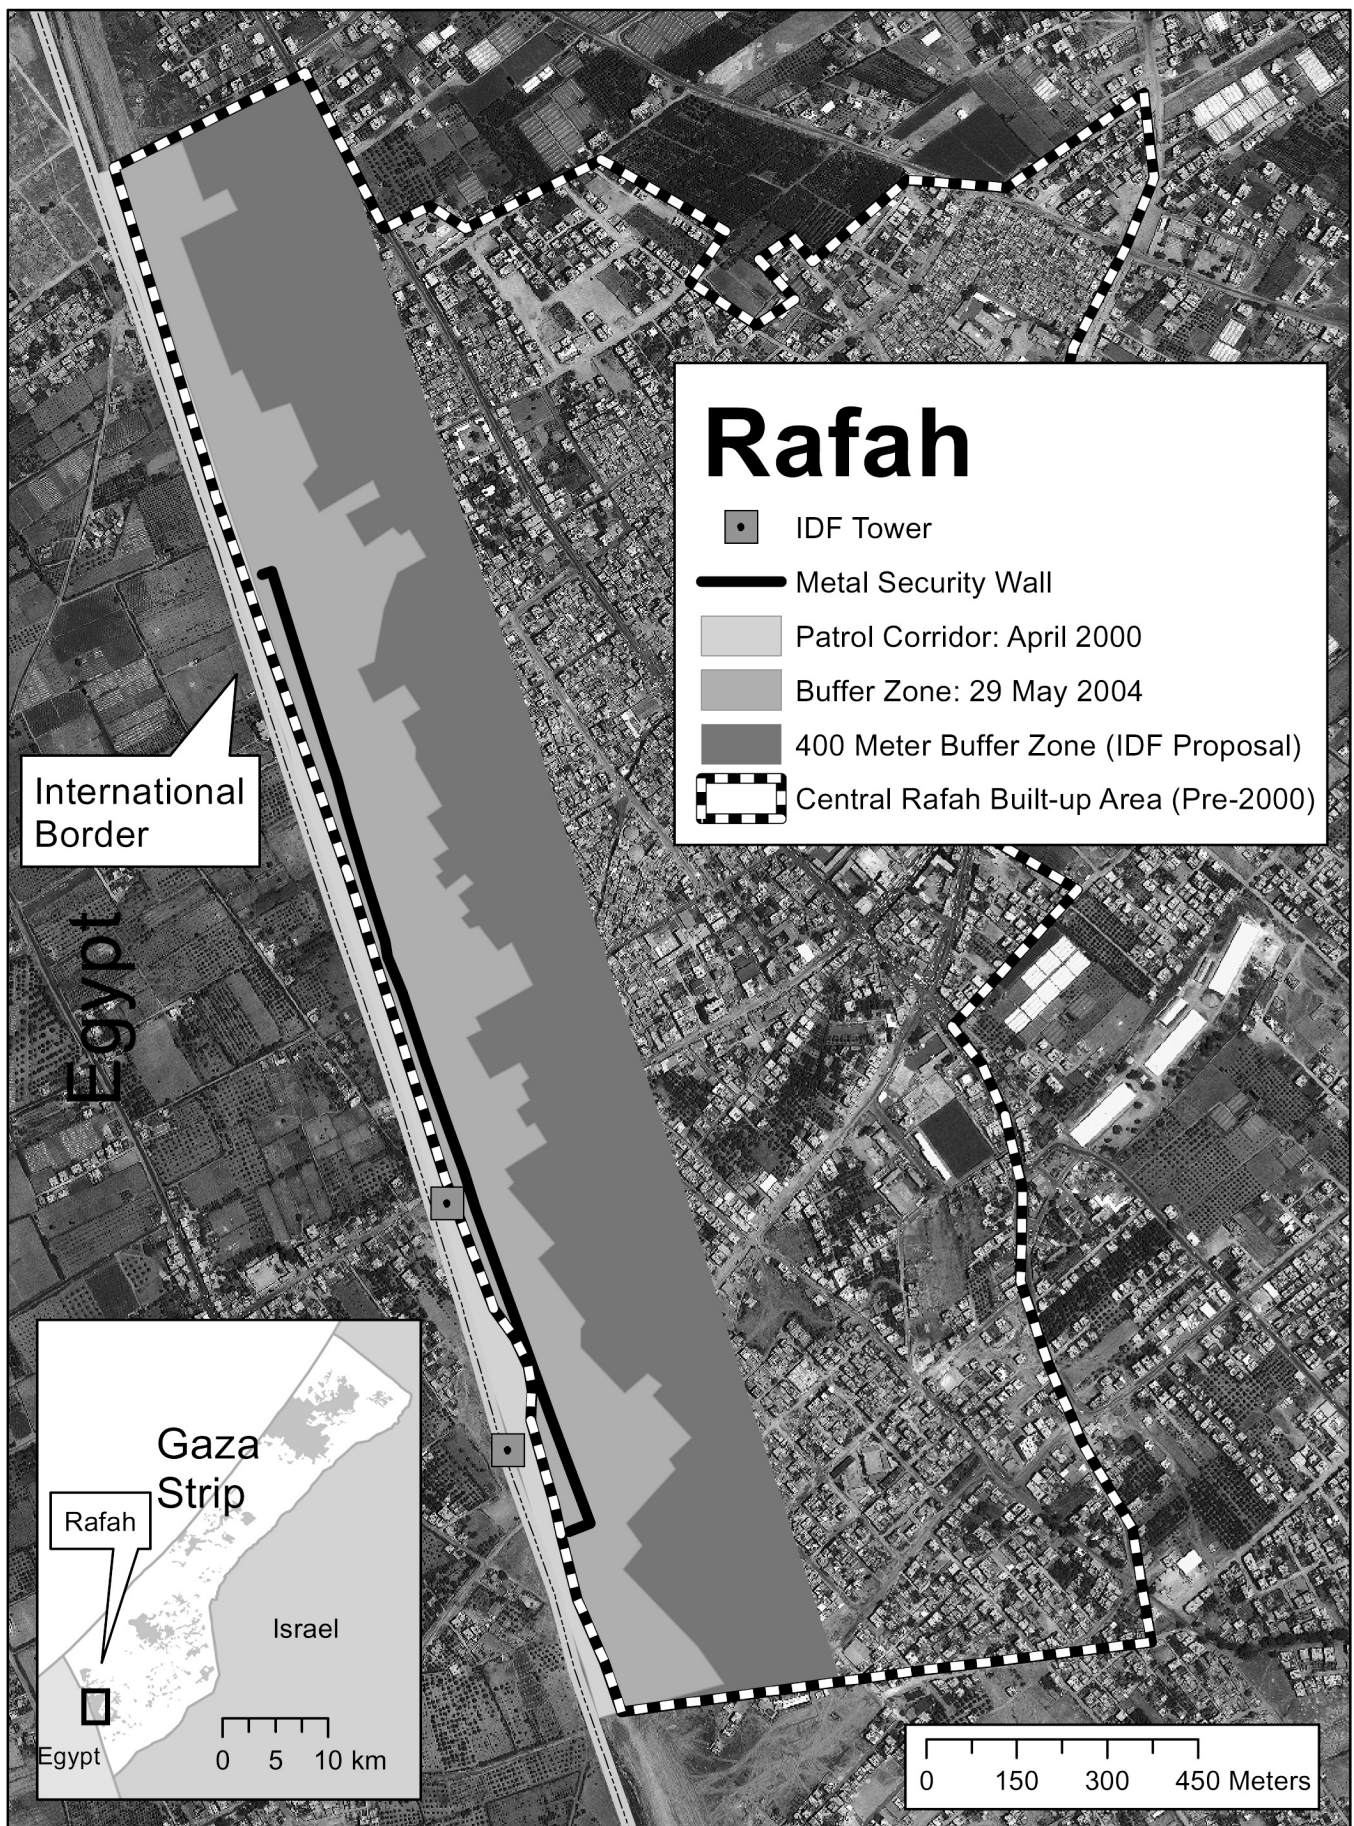 Rafah
IDF Tower
Metal Security Wall
Patrol Corridor: April 2000
Buffer Zone: 29 May 2004
400 Meter Buffer Zone (IDF Proposal)
Central Rafah Built-up Area (Pre-2000)
International
Border
Egypt
Gaza
Strip
Rafah
Israel
Egypt
0 5 10 km
0 150 300 450 Meters